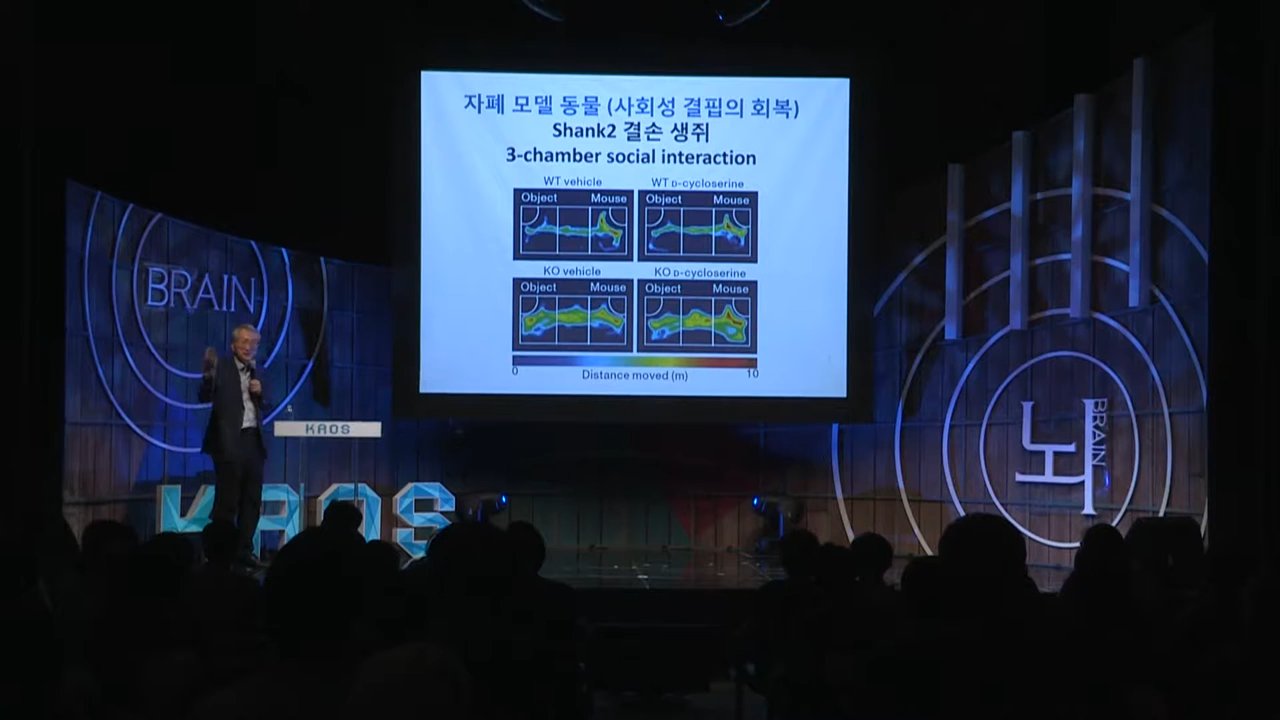 자폐 모델 동물 (사회성 결핍의 회복)
Shank2 결손 생쥐
3-chamber social interaction
WT vehicle
WT D-cycloserine
Object Mouse
Object Mouse
KO vehicle
KO D-cycloserine
Object Mouse
Object Mouse
0 Distance moved (m) 10
BRAIN
KAOS
KAOS
뇌
BRAIN